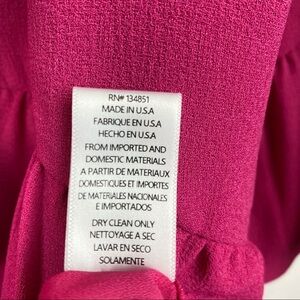 RN# 134851
MADE IN U.S.A
FABRIQUE EN U.S.A
HECHO EN U.S.A
FROM IMPORTED AND
DOMESTIC MATERIALS
A PARTIR DE MATERIAUX
DOMESTIQUES ET IMPORTES
DE MATERIALES NACIONALES
E IMPORTADOS
DRY CLEAN ONLY
NETTOYAGE A SEC
LAVAR EN SECO
SOLAMENTE